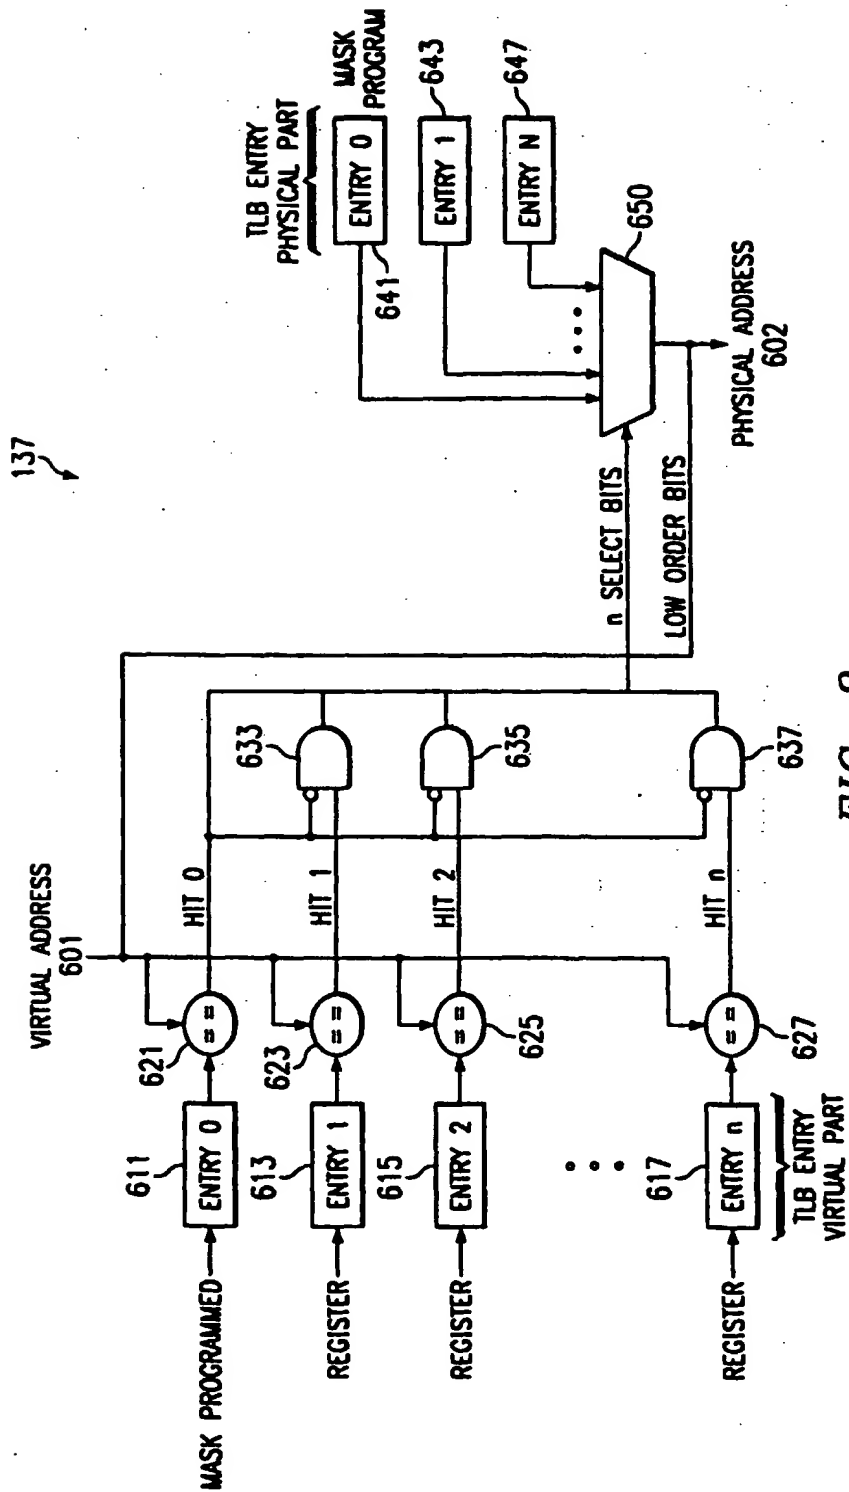 137
VIRTUAL ADDRESS
601
MASK PROGRAMMED
611
ENTRY 0
621
==
HIT 0
REGISTER
613
ENTRY 1
623
==
HIT 1
633
REGISTER
615
ENTRY 2
625
==
HIT 2
635
REGISTER
617
ENTRY n
627
==
HIT n
637
TLB ENTRY
VIRTUAL PART
n SELECT BITS
LOW ORDER BITS
TLB ENTRY
PHYSICAL PART
MASK
PROGRAM
ENTRY 0
641
ENTRY 1
643
ENTRY N
647
650
PHYSICAL ADDRESS
602
FIG.